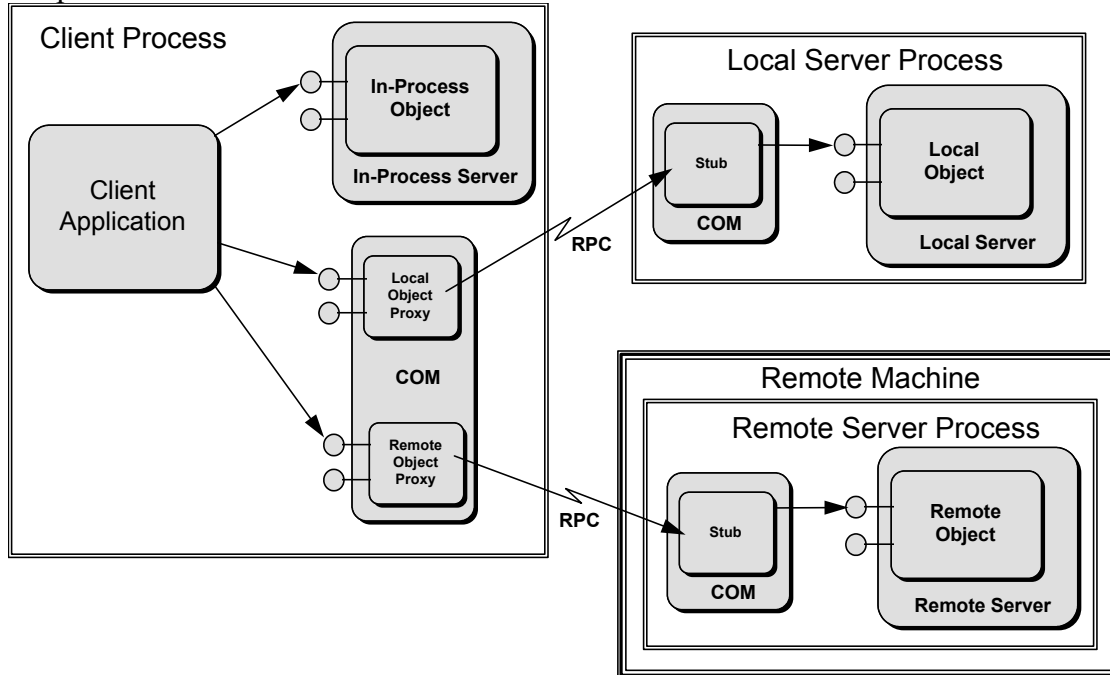 Client Process
In-Process
Object
In-Process Server
Client
Application
Local
Object
Proxy
COM
Remote
Object
Proxy
RPC
RPC
Local Server Process
Stub
COM
Local
Object
Local Server
Remote Machine
Remote Server Process
Stub
COM
Remote
Object
Remote Server